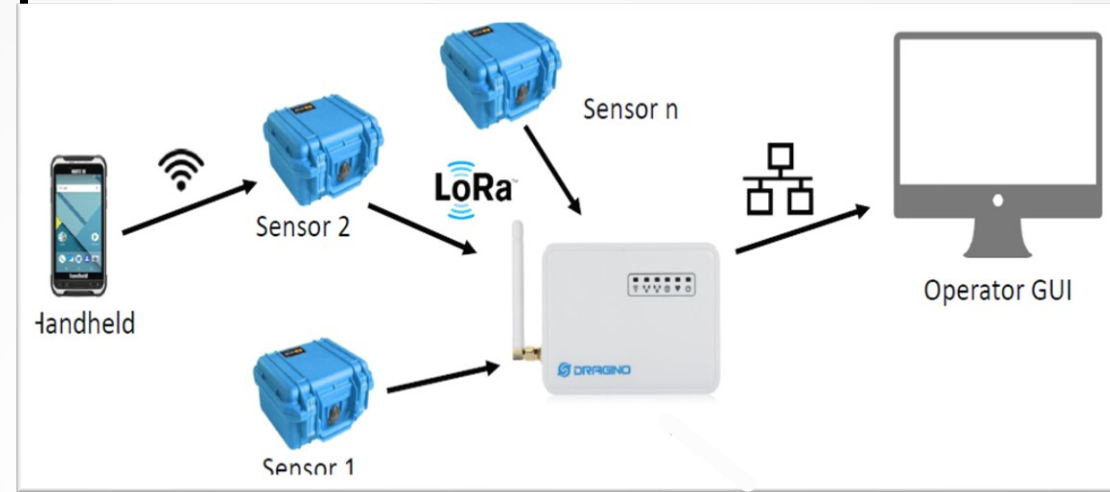 Sensor n
LoRa
Sensor 2
Handheld
DRAGINO
Operator GUI
Sensor 1